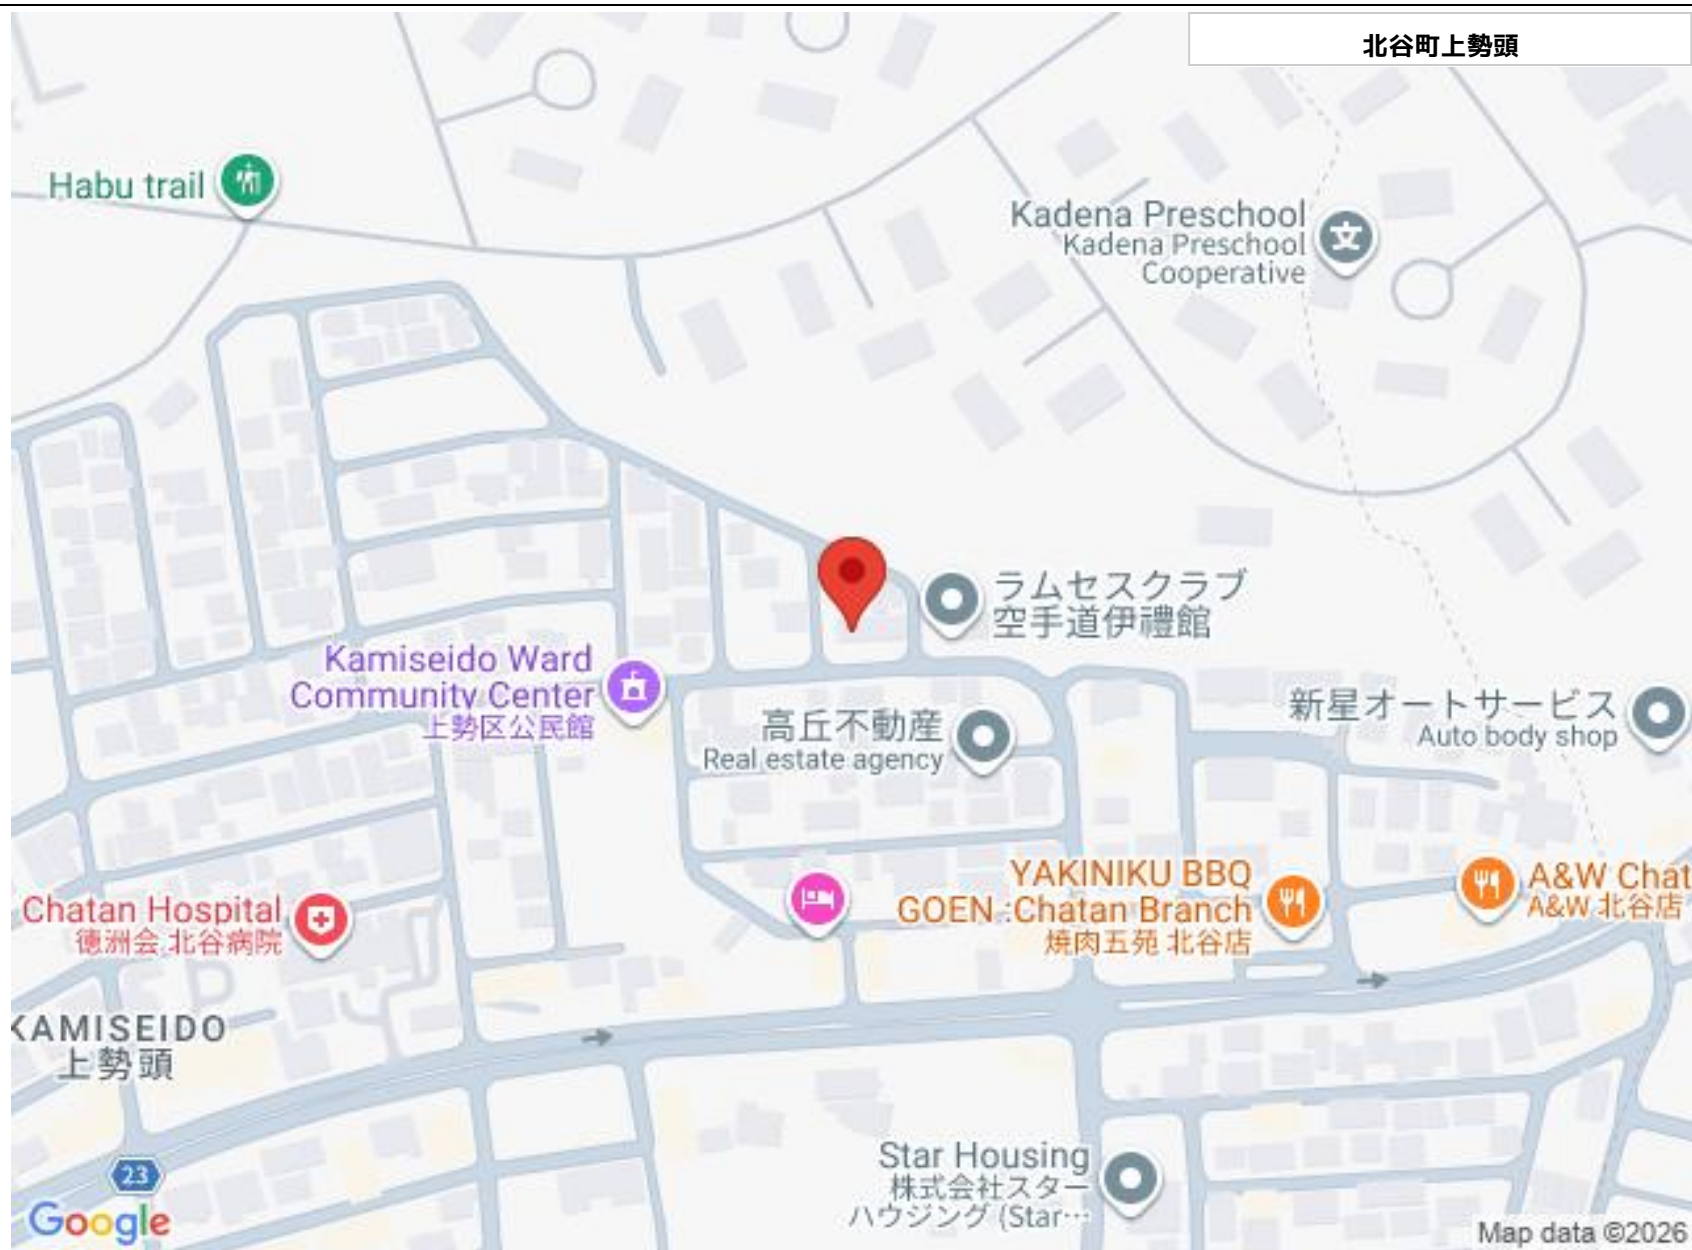 北谷町上勢頭
Habu trail
Kadena Preschool
Kadena Preschool
Cooperative
ラムセスクラブ
空手道伊禮館
Kamiseido Ward
Community Center
上勢区公民館
高丘不動産
Real estate agency
新星オートサービス
Auto body shop
YAKINIKU BBQ
GOEN :Chatan Branch
焼肉五苑 北谷店
A&W Chat
A&W 北谷店
Chatan Hospital
徳洲会 北谷病院
KAMISEIDO
上勢頭
Star Housing
株式会社スター
ハウジング (Star…
23
Google
Map data ©2026